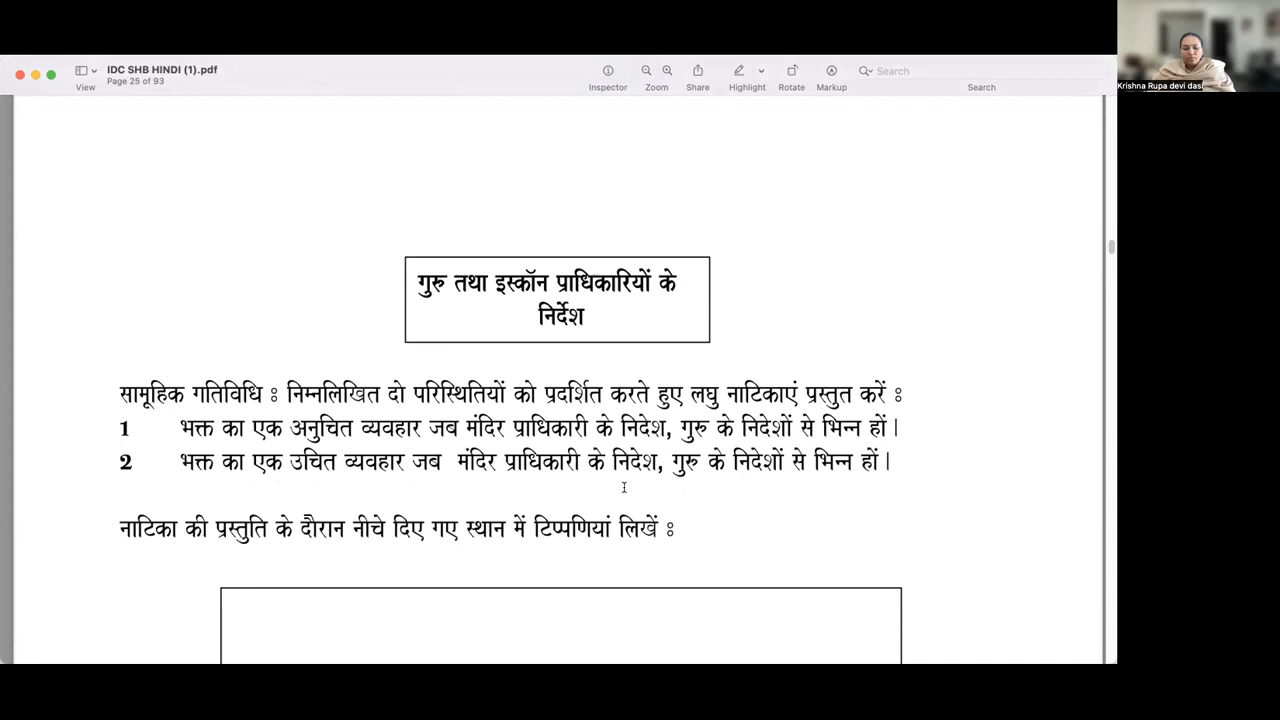 IDC SHB HINDI (1).pdf
Page 25 of 93
View
Inspector
Zoom
Share
Highlight
Rotate
Markup
Search
Search
Krishna Rupa devi dasi
गुरु तथा इस्कॉन प्राधिकारियों के
निर्देश
सामूहिक गतिविधि : निम्नलिखित दो परिस्थितियों को प्रदर्शित करते हुए लघु नाटिकाएं प्रस्तुत करें :
1 भक्त का एक अनुचित व्यवहार जब मंदिर प्राधिकारी के निदेश, गुरु के निदेशों से भिन्न हों।
2 भक्त का एक उचित व्यवहार जब मंदिर प्राधिकारी के निदेश, गुरु के निदेशों से भिन्न हों।
नाटिका की प्रस्तुति के दौरान नीचे दिए गए स्थान में टिप्पणियां लिखें :